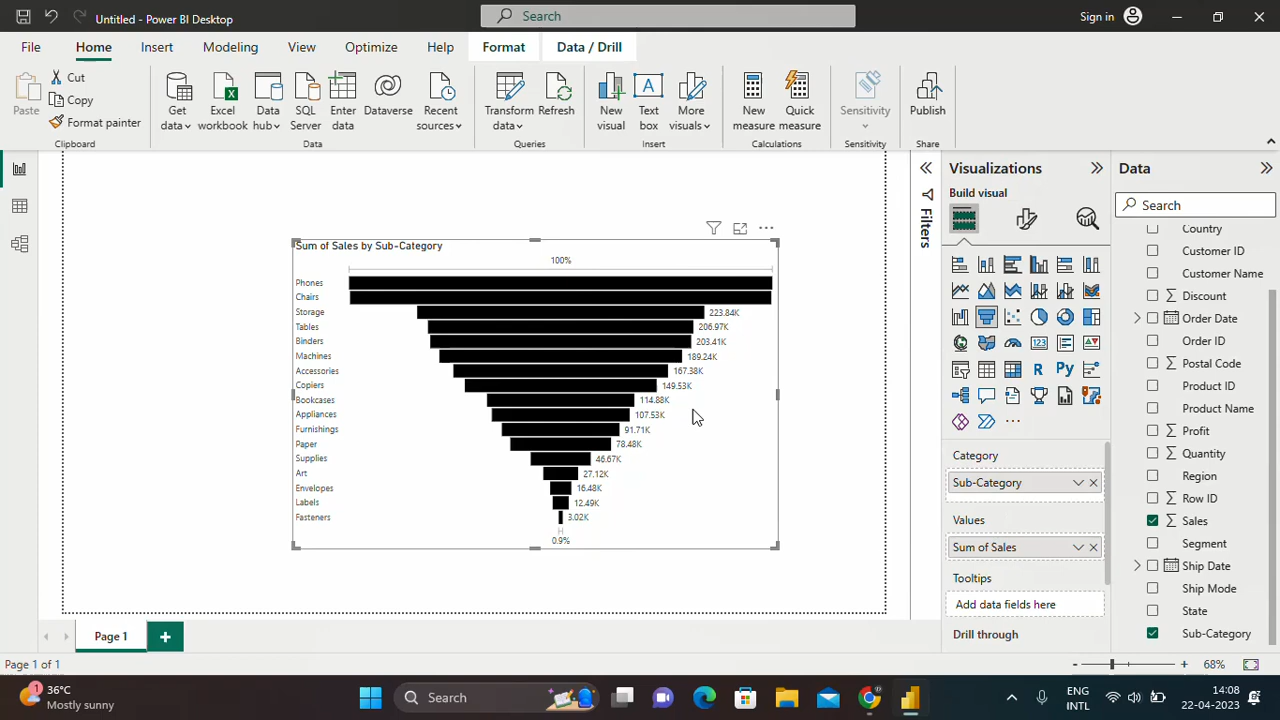 Untitled - Power BI Desktop
Search
Sign in
File
Home
Insert
Modeling
View
Optimize
Help
Format
Data / Drill
Paste
Cut
Copy
Format painter
Get data
Excel workbook
Data hub
SQL Server
Enter data
Dataverse
Recent sources
Transform data
Refresh
New visual
Text box
More visuals
New measure
Quick measure
Sensitivity
Publish
Clipboard
Data
Queries
Insert
Calculations
Sensitivity
Share
Sum of Sales by Sub-Category
100%
Phones
Chairs
Storage 223.84K
Tables 206.97K
Binders 203.41K
Machines 189.24K
Accessories 167.38K
Copiers 149.53K
Bookcases 114.88K
Appliances 107.53K
Furnishings 91.71K
Paper 78.48K
Supplies 46.67K
Art 27.12K
Envelopes 16.48K
Labels 12.49K
Fasteners 3.02K
0.9%
Filters
Visualizations
Build visual
R
Py
123
Category
Sub-Category
Values
Sum of Sales
Tooltips
Add data fields here
Drill through
Data
Search
Country
Customer ID
Customer Name
Discount
Order Date
Order ID
Postal Code
Product ID
Product Name
Profit
Quantity
Region
Row ID
Sales
Segment
Ship Date
Ship Mode
State
Sub-Category
Page 1
Page 1 of 1
68%
1
36°C
Mostly sunny
Search
ENG
INTL
14:08
22-04-2023